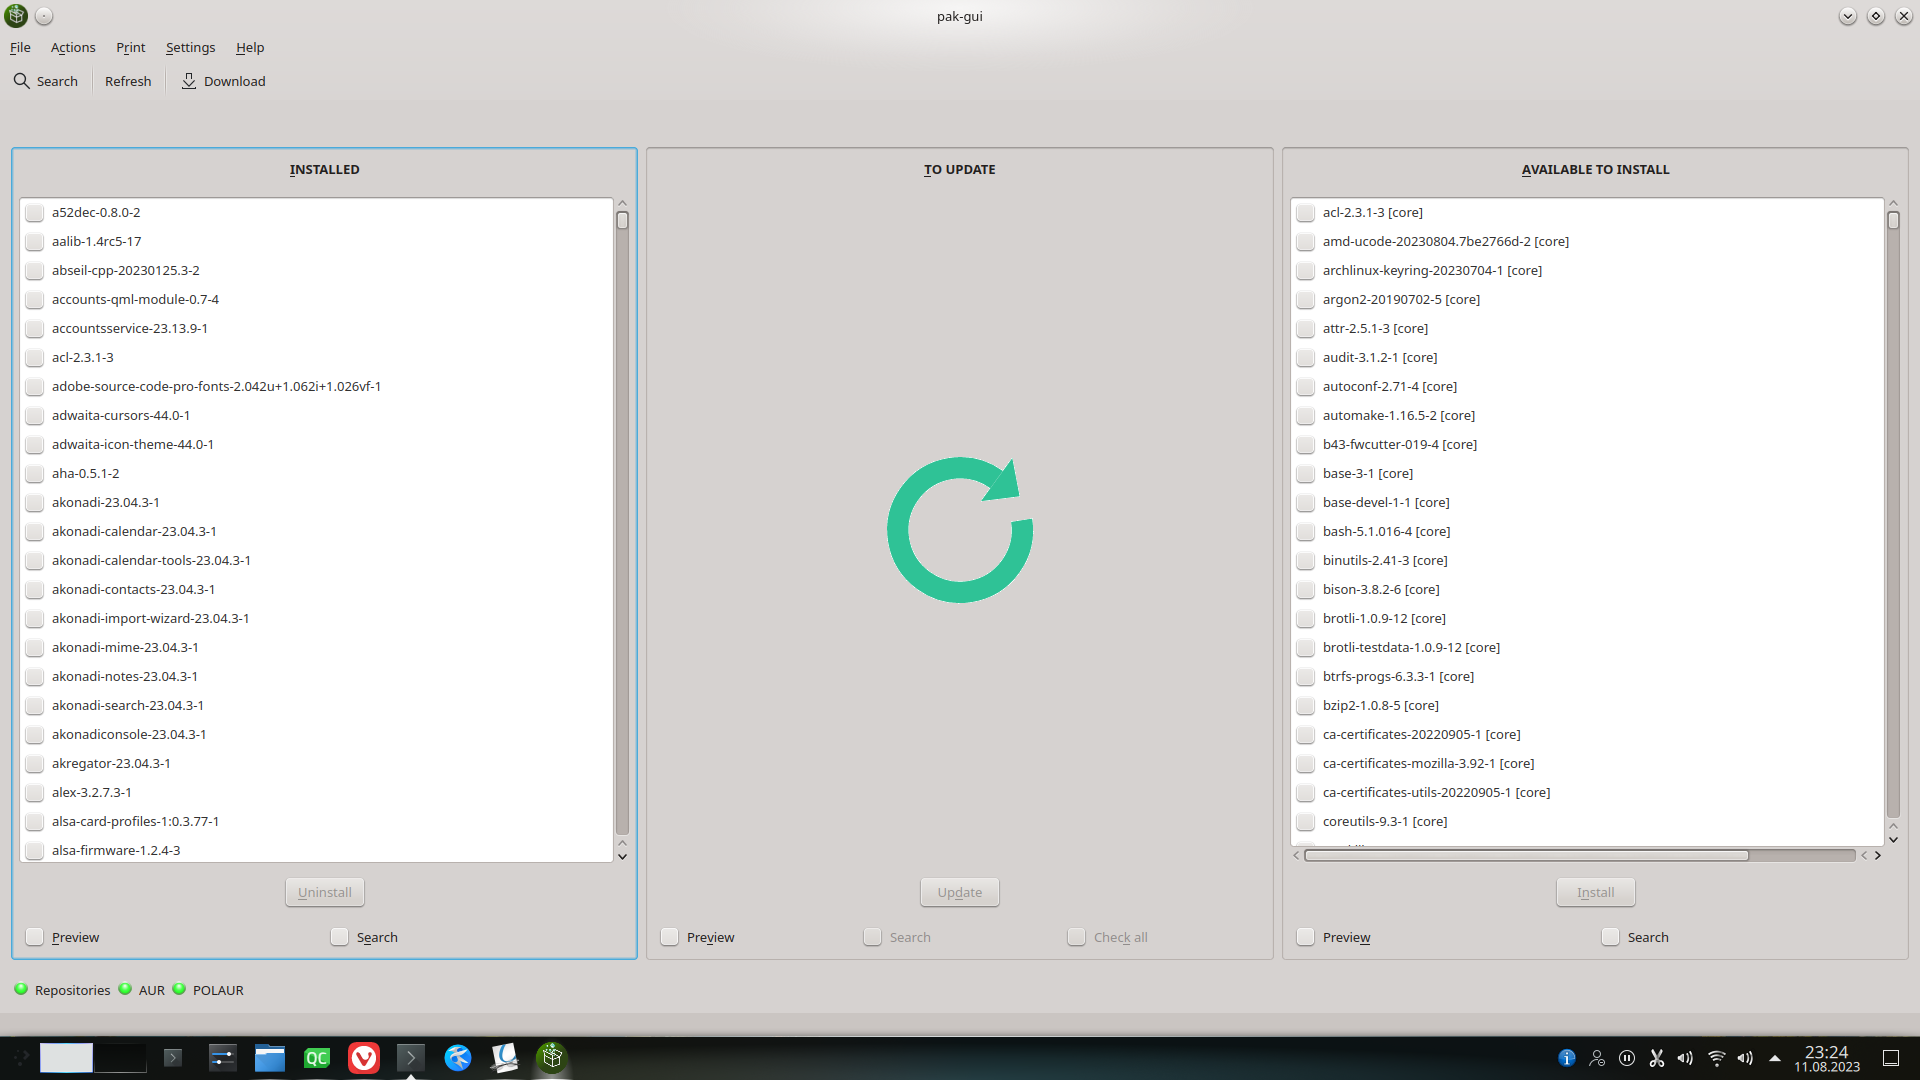 pak-gui
File Actions Print Settings Help
Search Refresh Download
INSTALLED
a52dec-0.8.0-2
aalib-1.4rc5-17
abseil-cpp-20230125.3-2
accounts-qml-module-0.7-4
accountsservice-23.13.9-1
acl-2.3.1-3
adobe-source-code-pro-fonts-2.042u+1.062i+1.026vf-1
adwaita-cursors-44.0-1
adwaita-icon-theme-44.0-1
aha-0.5.1-2
akonadi-23.04.3-1
akonadi-calendar-23.04.3-1
akonadi-calendar-tools-23.04.3-1
akonadi-contacts-23.04.3-1
akonadi-import-wizard-23.04.3-1
akonadi-mime-23.04.3-1
akonadi-notes-23.04.3-1
akonadi-search-23.04.3-1
akonadiconsole-23.04.3-1
akregator-23.04.3-1
alex-3.2.7.3-1
alsa-card-profiles-1:0.3.77-1
alsa-firmware-1.2.4-3
Uninstall
Preview Search
TO UPDATE
Update
Preview Search Check all
AVAILABLE TO INSTALL
acl-2.3.1-3 [core]
amd-ucode-20230804.7be2766d-2 [core]
archlinux-keyring-20230704-1 [core]
argon2-20190702-5 [core]
attr-2.5.1-3 [core]
audit-3.1.2-1 [core]
autoconf-2.71-4 [core]
automake-1.16.5-2 [core]
b43-fwcutter-019-4 [core]
base-3-1 [core]
base-devel-1-1 [core]
bash-5.1.016-4 [core]
binutils-2.41-3 [core]
bison-3.8.2-6 [core]
brotli-1.0.9-12 [core]
brotli-testdata-1.0.9-12 [core]
btrfs-progs-6.3.3-1 [core]
bzip2-1.0.8-5 [core]
ca-certificates-20220905-1 [core]
ca-certificates-mozilla-3.92-1 [core]
ca-certificates-utils-20220905-1 [core]
coreutils-9.3-1 [core]
Install
Preview Search
Repositories AUR POLAUR
QC
23:24
11.08.2023